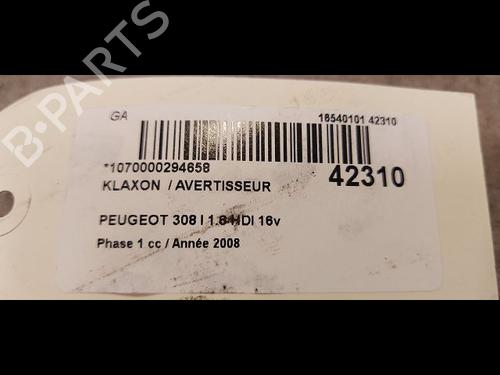 GA 16540101 42310
*1070000294658
KLAXON / AVERTISSEUR 42310
PEUGEOT 308 I 1.6 HDI 16v
Phase 1 cc / Année 2008
B-PARTS